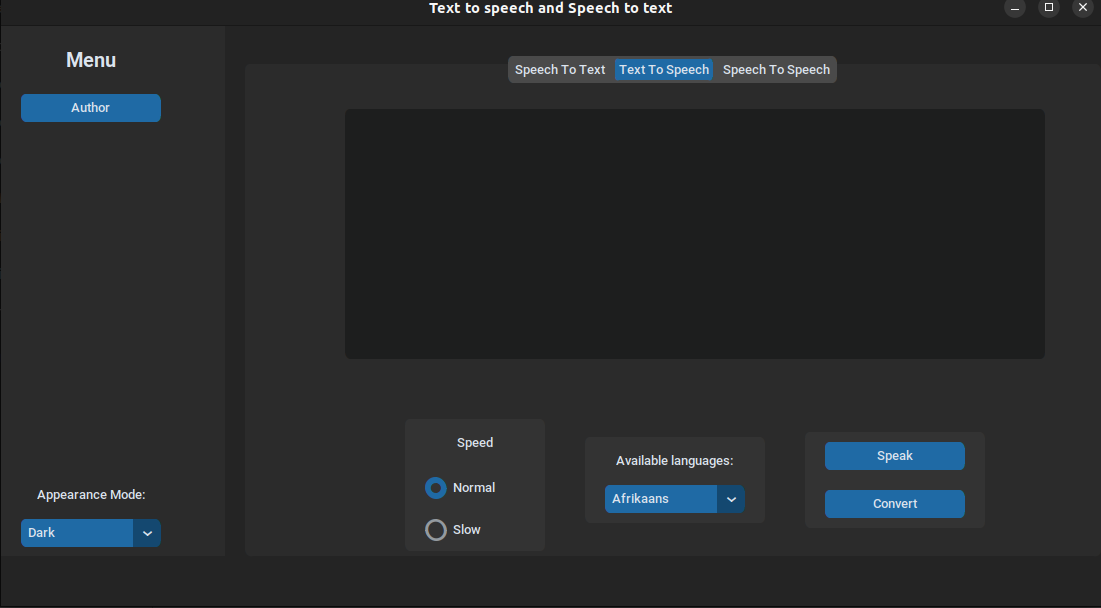 Text to speech and Speech to text
Menu
Author
Appearance Mode:
Dark
Speech To Text Text To Speech Speech To Speech
Speed
Normal
Slow
Available languages:
Afrikaans
Speak
Convert